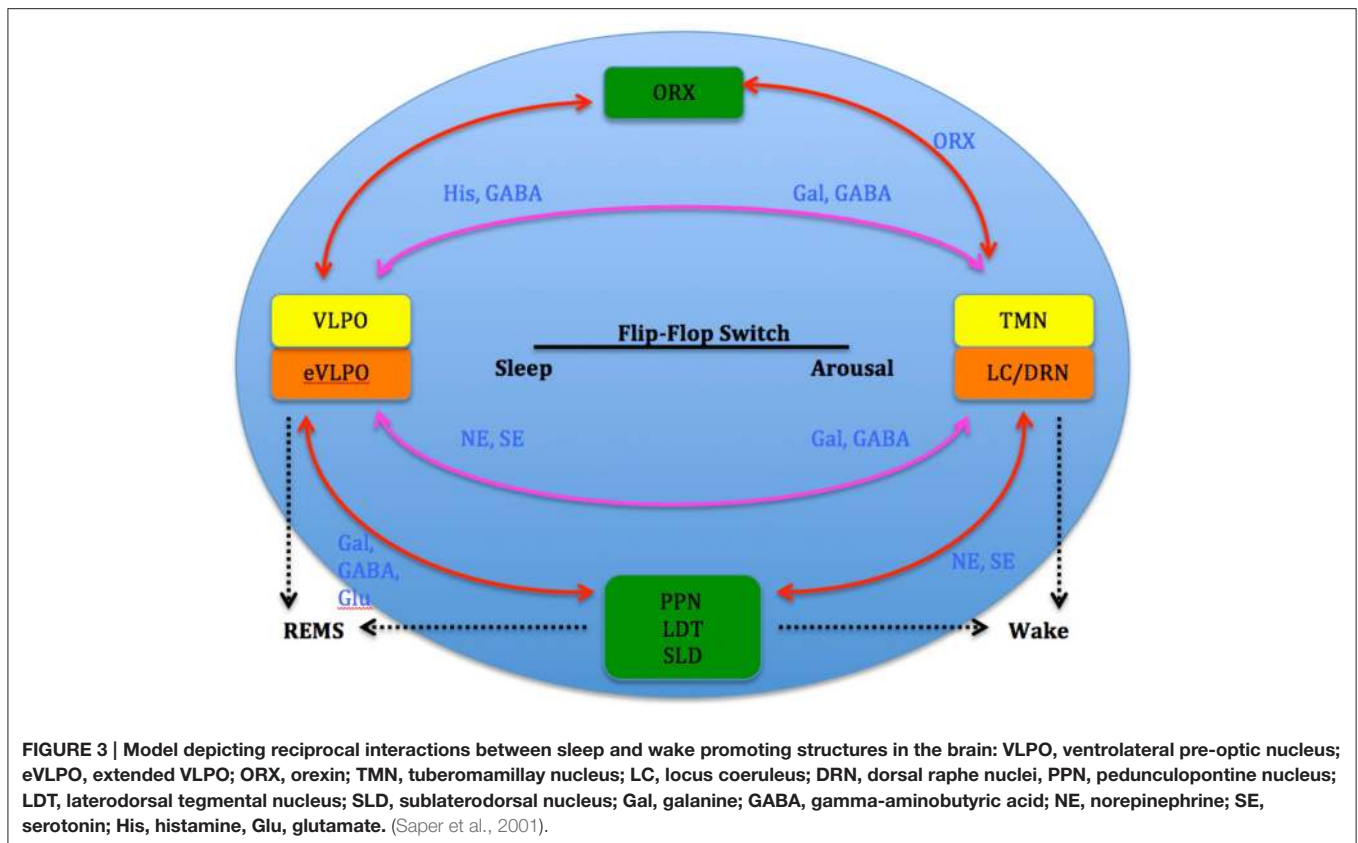 ORX
ORX
His, GABA
Gal, GABA
VLPO
eVLPO
TMN
LC/DRN
Flip-Flop Switch
Sleep
Arousal
NE, SE
Gal, GABA
Gal,
GABA,
Glu
NE, SE
PPN
LDT
SLD
REMS
Wake
FIGURE 3 | Model depicting reciprocal interactions between sleep and wake promoting structures in the brain: VLPO, ventrolateral pre-optic nucleus;
eVLPO, extended VLPO; ORX, orexin; TMN, tuberomamillay nucleus; LC, locus coeruleus; DRN, dorsal raphe nuclei, PPN, pedunculopontine nucleus;
LDT, laterodorsal tegmental nucleus; SLD, sublaterodorsal nucleus; Gal, galanine; GABA, gamma-aminobutyric acid; NE, norepinephrine; SE,
serotonin; His, histamine, Glu, glutamate. (Saper et al., 2001).